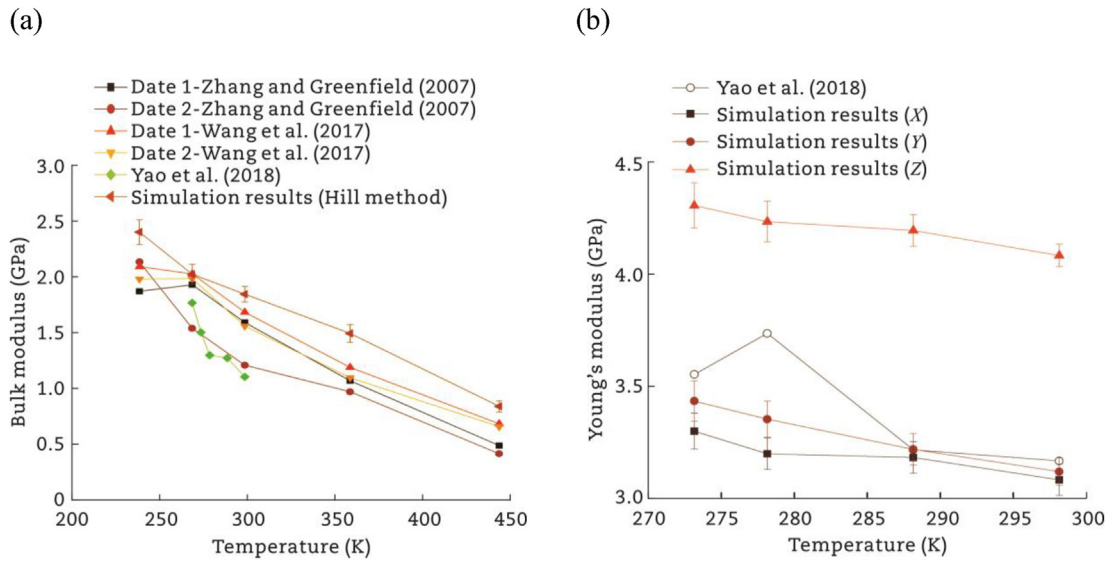 (a)
Date 1-Zhang and Greenfield (2007)
Date 2-Zhang and Greenfield (2007)
Date 1-Wang et al. (2017)
Date 2-Wang et al. (2017)
Yao et al. (2018)
Simulation results (Hill method)
Bulk modulus (GPa)
3.0
2.5
2.0
1.5
1.0
0.5
0
200
250
300
350
400
450
Temperature (K)
(b)
Yao et al. (2018)
Simulation results (X)
Simulation results (Y)
Simulation results (Z)
Young's modulus (GPa)
4.5
4.0
3.5
3.0
270
275
280
285
290
295
300
Temperature (K)